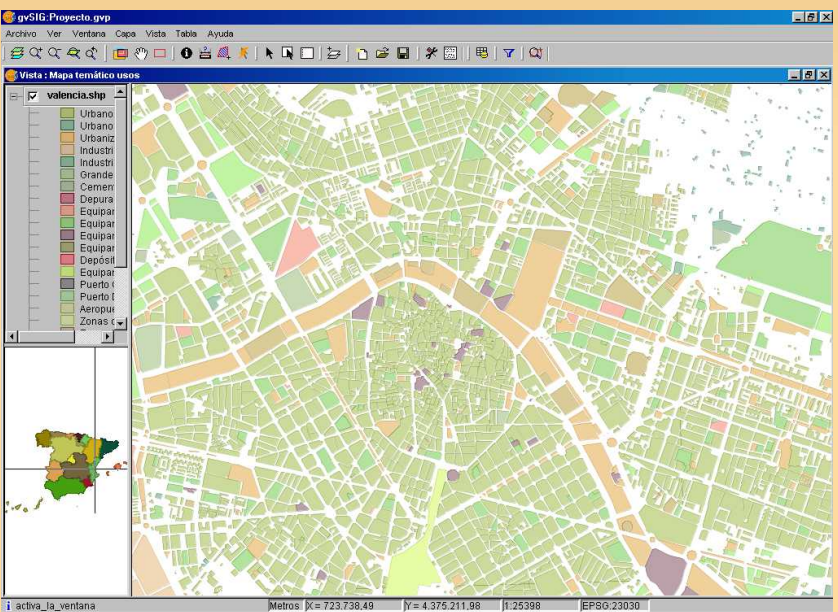 gvSIG:Proyecto.gvp
Archivo Ver Ventana Capa Vista Tabla Ayuda
Vista : Mapa temático usos
valencia.shp
Urbano
Urbano
Urbaniz
Industri
Industri
Grande
Cemen
Depura
Equipar
Equipar
Equipar
Equipar
Depósit
Equipar
Puerto
Puerto
Aeropu
Zonas
activa_la_ventana Metros X = 723.738,49 Y = 4.375.211,98 1:25398 EPSG:23030